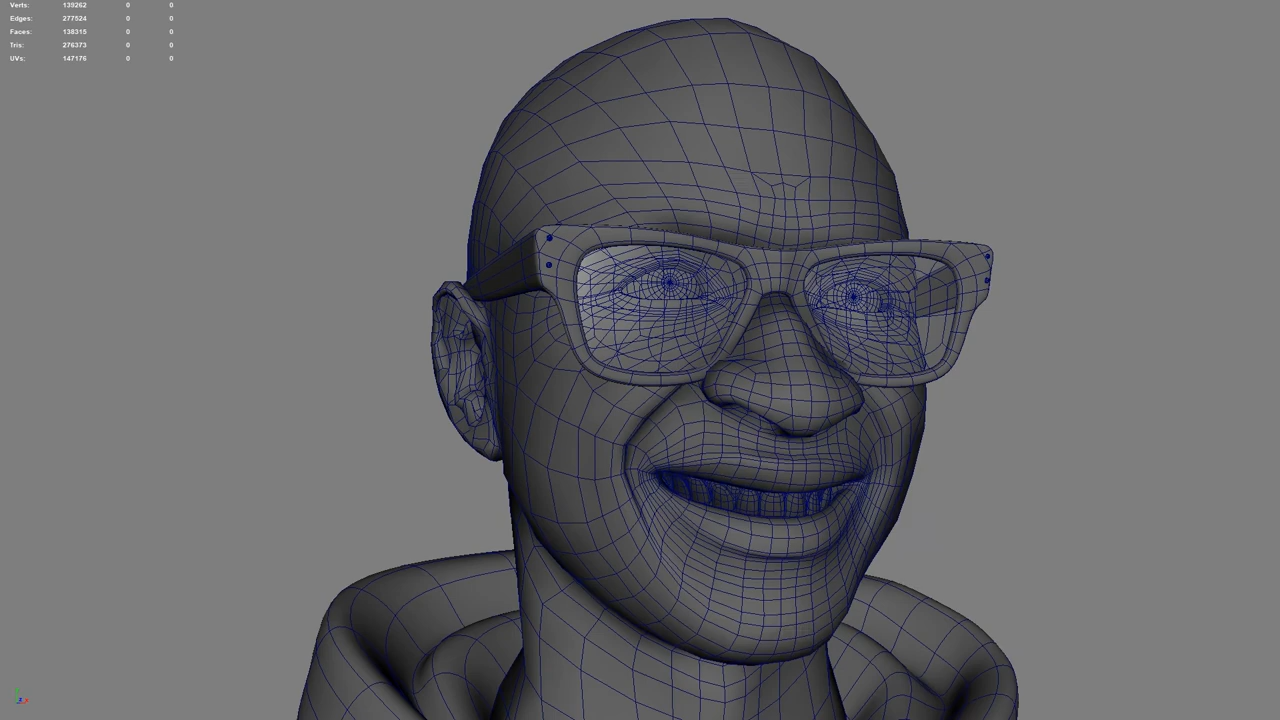 Verts: 139262 0 0
Edges: 277524 0 0
Faces: 138315 0 0
Tris: 276373 0 0
UVs: 147176 0 0